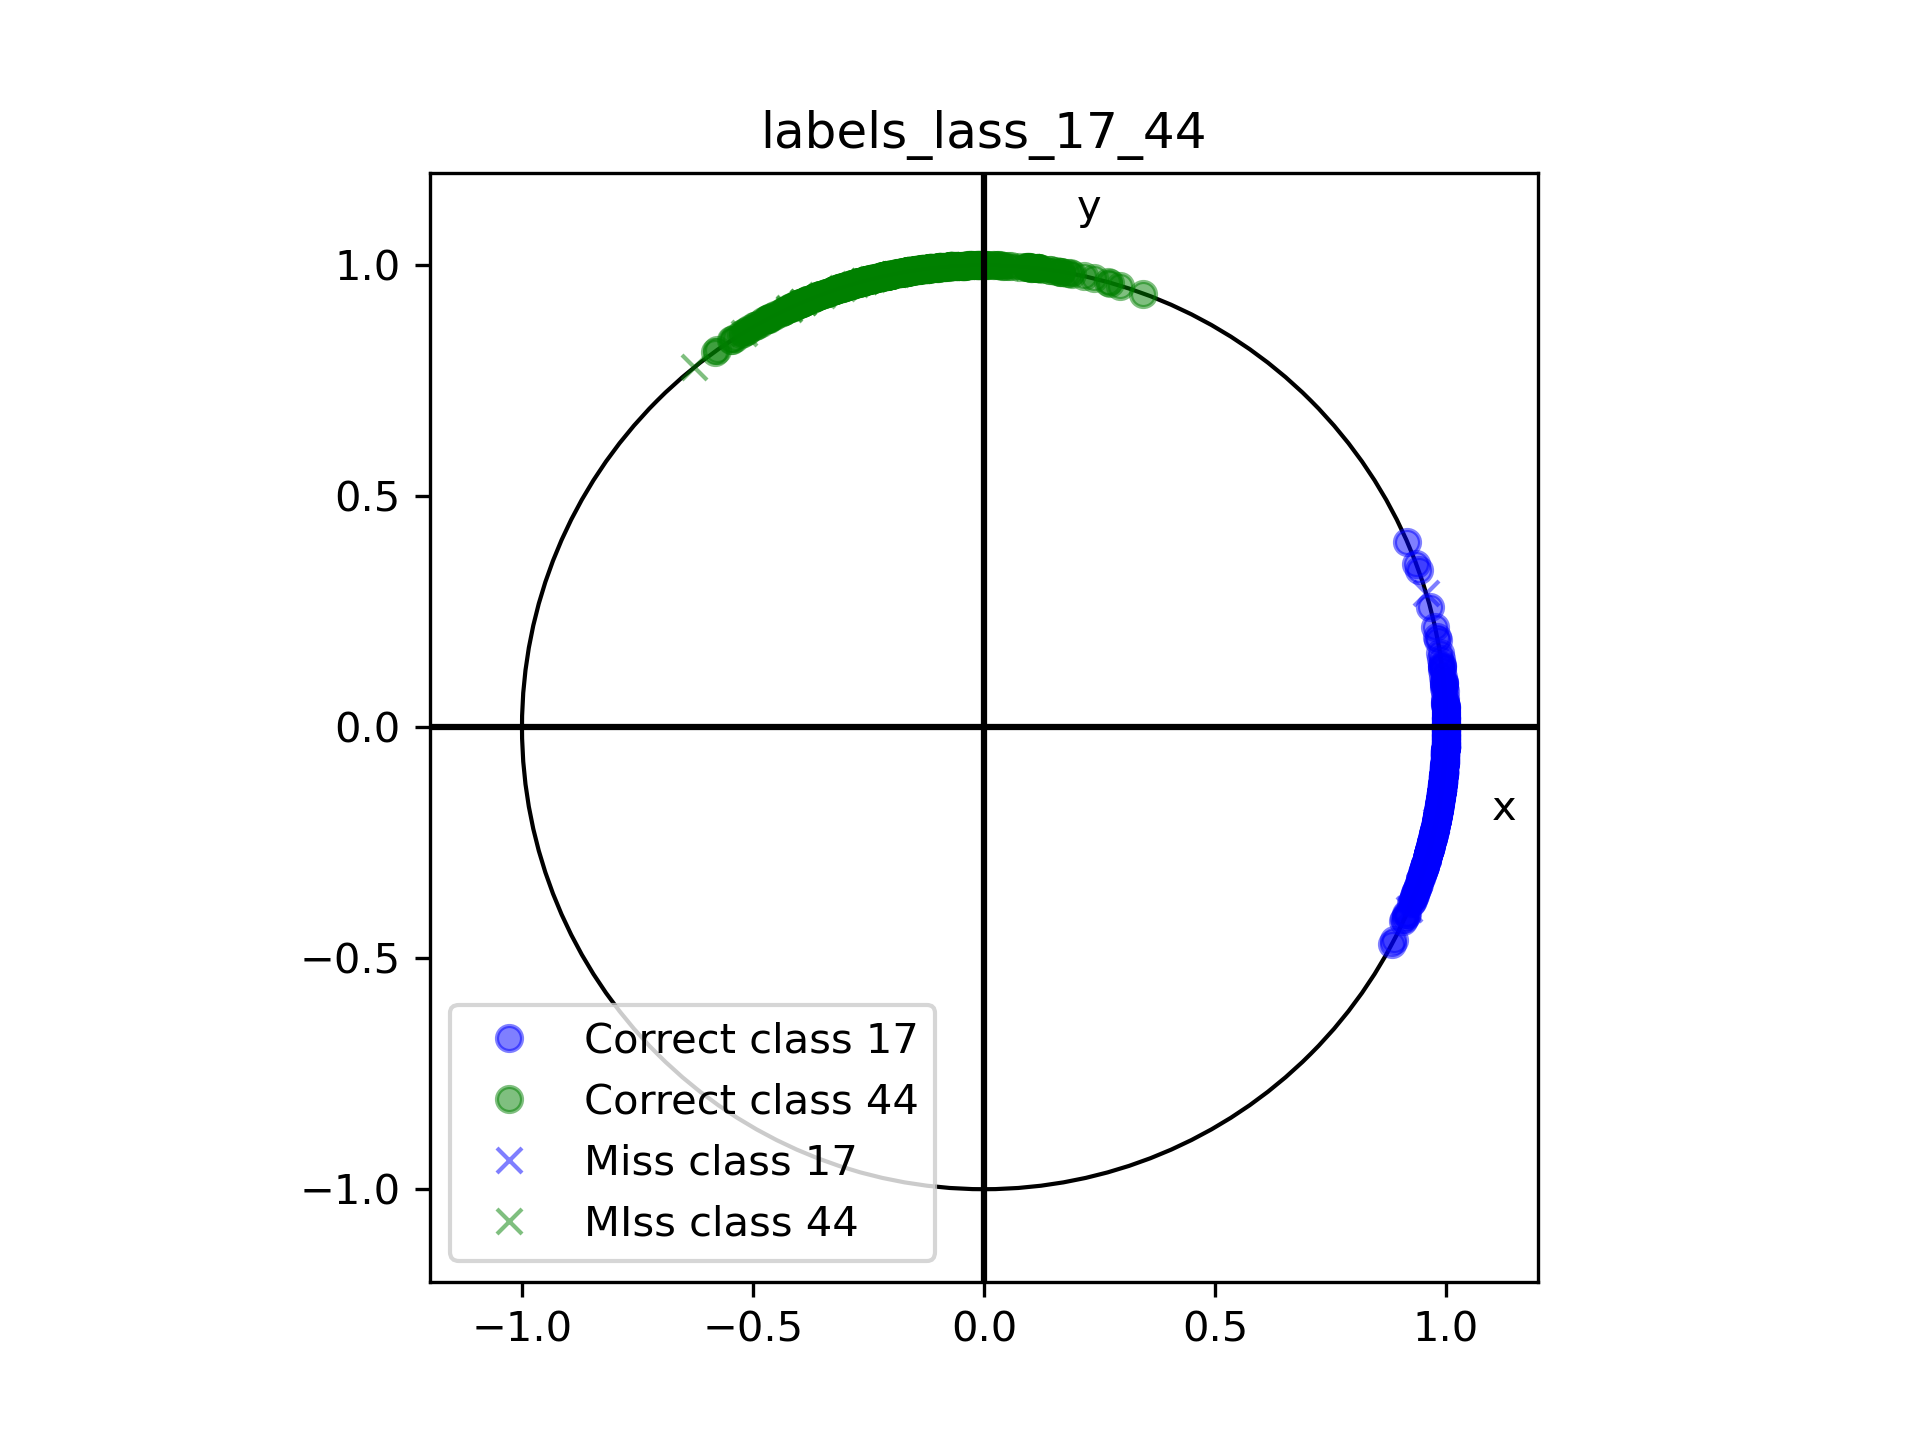 labels_lass_17_44
y
1.0
0.5
0.0
−0.5
−1.0
x
Correct class 17
Correct class 44
Miss class 17
MIss class 44
−1.0 −0.5 0.0 0.5 1.0